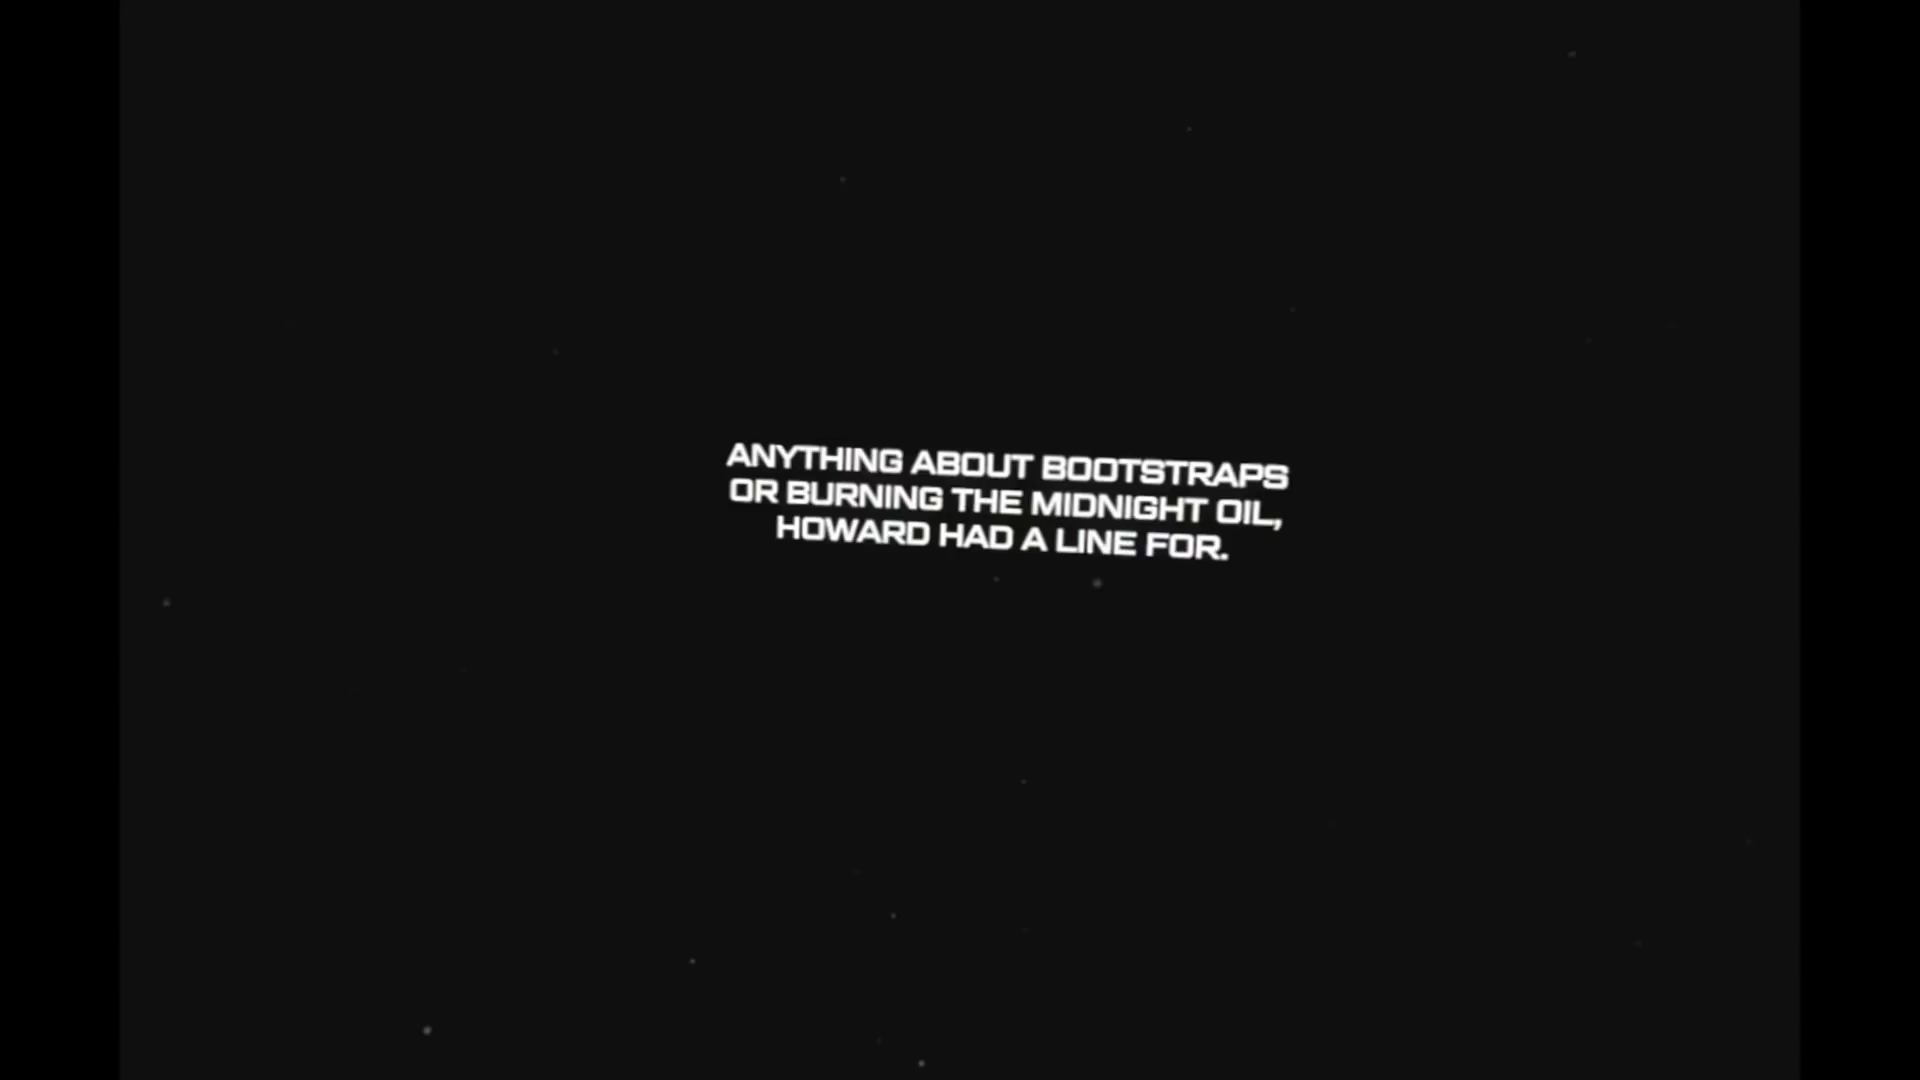 ANYTHING ABOUT BOOTSTRAPS
OR BURNING THE MIDNIGHT OIL,
HOWARD HAD A LINE FOR.